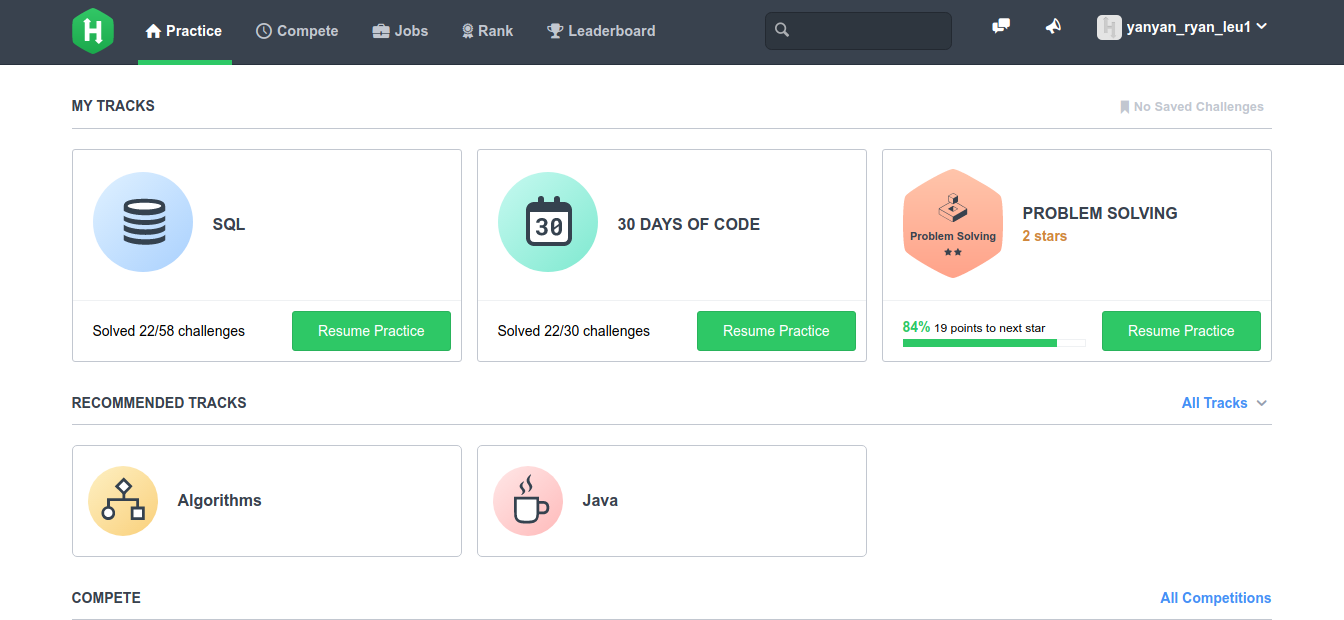 Practice Compete Jobs Rank Leaderboard yanyan_ryan_leu1
MY TRACKS No Saved Challenges
SQL
Solved 22/58 challenges Resume Practice
30
30 DAYS OF CODE
Solved 22/30 challenges Resume Practice
Problem Solving
PROBLEM SOLVING
2 stars
84% 19 points to next star Resume Practice
RECOMMENDED TRACKS All Tracks
Algorithms
Java
COMPETE All Competitions